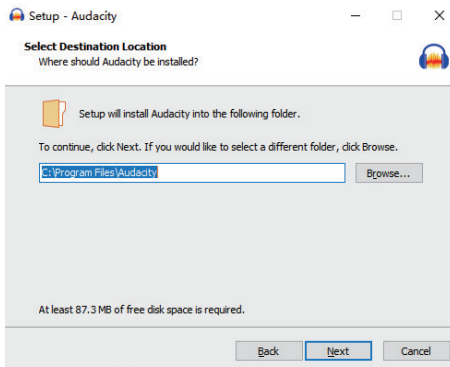 Setup - Audacity
Select Destination Location
Where should Audacity be installed?
Setup will install Audacity into the following folder.
To continue, click Next. If you would like to select a different folder, click Browse.
C:\Program Files\Audacity
Browse...
At least 87.3 MB of free disk space is required.
Back Next Cancel